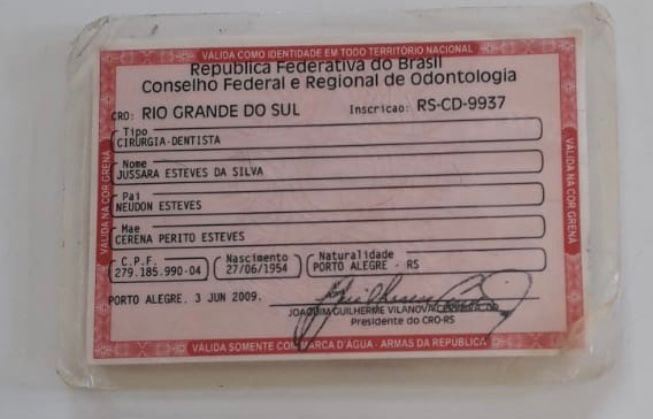 VÁLIDA COMO IDENTIDADE EM TODO TERRITÓRIO NACIONAL
República Federativa do Brasil
Conselho Federal e Regional de Odontologia
CRO: RIO GRANDE DO SUL Inscricao: RS-CD-9937
Tipo
CIRURGIA-DENTISTA
Nome
JUSSARA ESTEVES DA SILVA
Pai
NEUDON ESTEVES
Mae
CERENA PERITO ESTEVES
C.P.F. Nascimento Naturalidade
279.185.990-04 27/06/1954 PORTO ALEGRE - RS
PORTO ALEGRE. 3 JUN 2009.
JOAQUIM GUILHERME VILANOVA
Presidente do CRO-RS
VÁLIDA SOMENTE COM MARCA D'ÁGUA - ARMAS DA REPÚBLICA
VÁLIDA NA COR GRENÁ
VÁLIDA NA COR GRENÁ